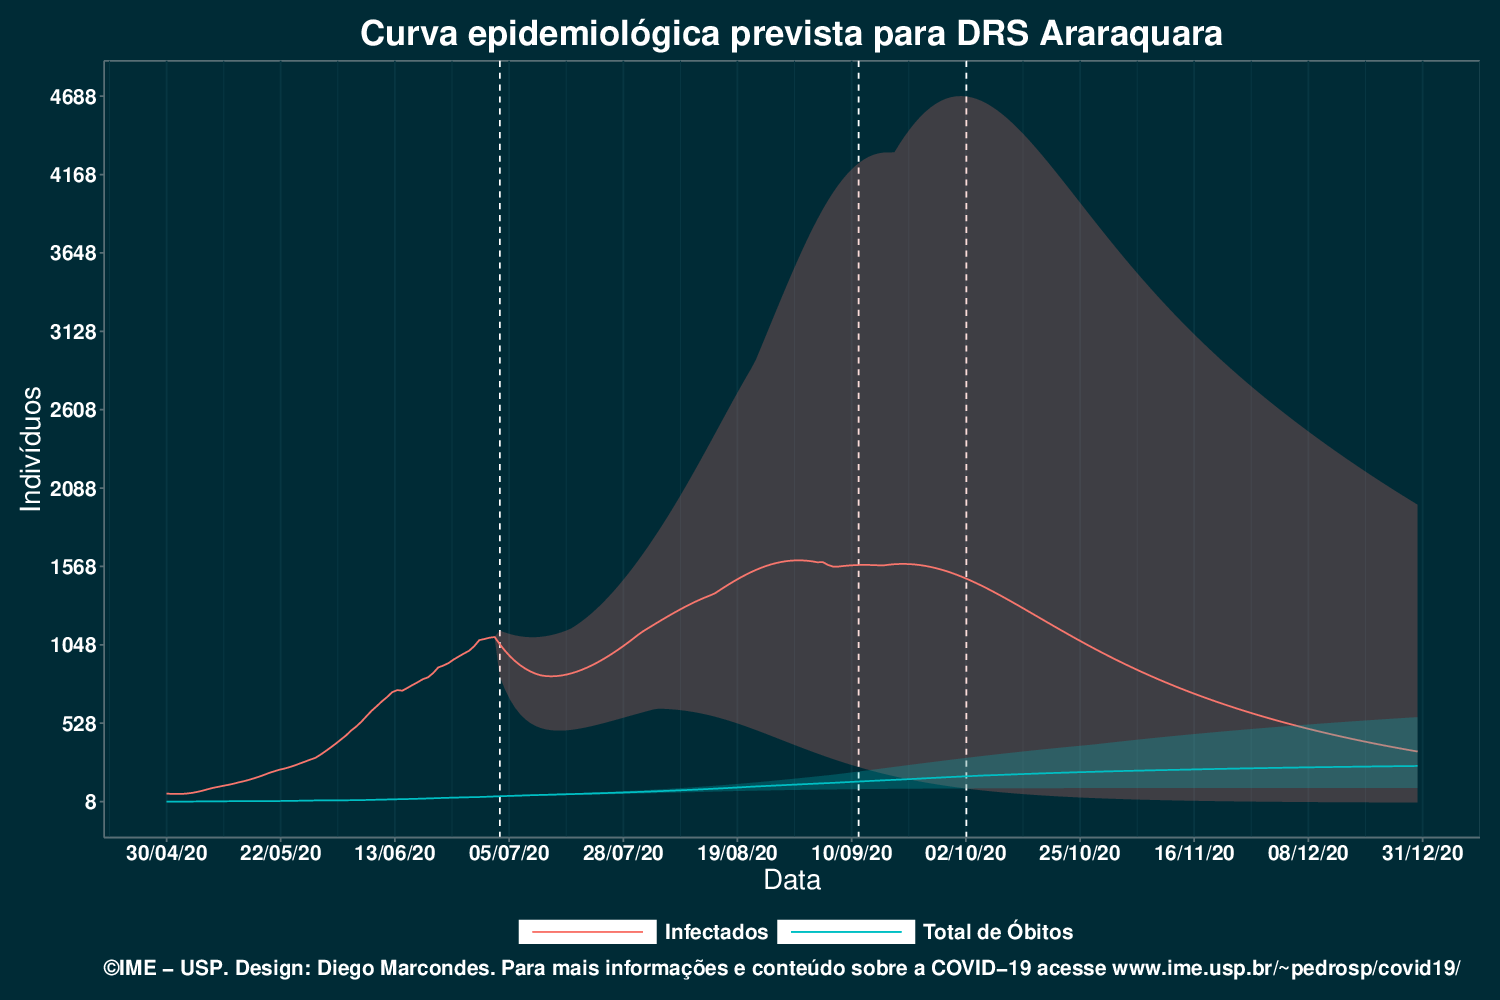 Curva epidemiológica prevista para DRS Araraquara
Indivíduos
4688
4168
3648
3128
2608
2088
1568
1048
528
8
30/04/20 22/05/20 13/06/20 05/07/20 28/07/20 19/08/20 10/09/20 02/10/20 25/10/20 16/11/20 08/12/20 31/12/20
Data
Infectados Total de Óbitos
©IME − USP. Design: Diego Marcondes. Para mais informações e conteúdo sobre a COVID−19 acesse www.ime.usp.br/~pedrosp/covid19/